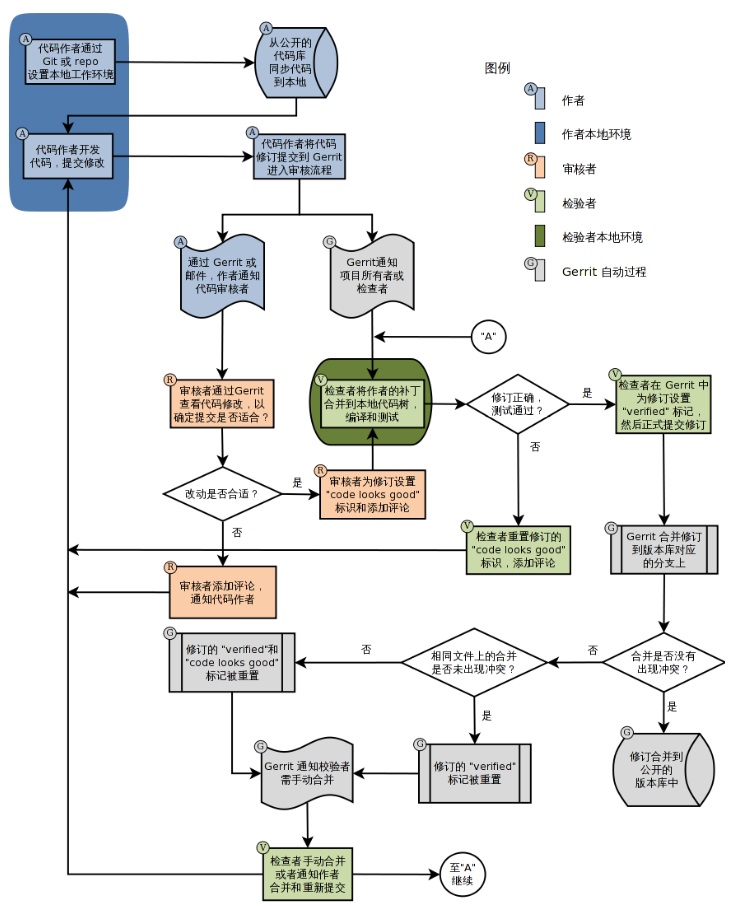 A
代码作者通过
Git 或 repo
设置本地工作环境
A
从公开的
代码库
同步代码
到本地
图例
A
作者
作者本地环境
R
审核者
V
检验者
检验者本地环境
G
Gerrit 自动过程
A
代码作者开发
代码，提交修改
A
代码作者将代码
修订提交到 Gerrit
进入审核流程
A
通过 Gerrit 或
邮件，作者通知
代码审核者
G
Gerrit通知
项目所有者或
检查者
"A"
R
审核者通过Gerrit
查看代码修改，以
确定提交是否适合？
V
检查者将作者的补丁
合并到本地代码树，
编译和测试
修订正确，
测试通过？
是
V
检查者在 Gerrit 中
为修订设置
"verified" 标记，
然后正式提交修订
否
改动是否合适？
是
R
审核者为修订设置
"code looks good"
标识和添加评论
否
V
检查者重置修订的
"code looks good"
标识，添加评论
G
Gerrit 合并修订
到版本库对应
的分支上
R
审核者添加评论，
通知代码作者
G
修订的 "verified"和
"code looks good"
标记被重置
否
相同文件上的合并
是否未出现冲突？
否
合并是否没有
出现冲突？
是
是
G
Gerrit 通知校验者
需手动合并
G
修订的 "verified"
标记被重置
G
修订合并到
公开的
版本库中
V
检查者手动合并
或者通知作者
合并和重新提交
至"A"
继续